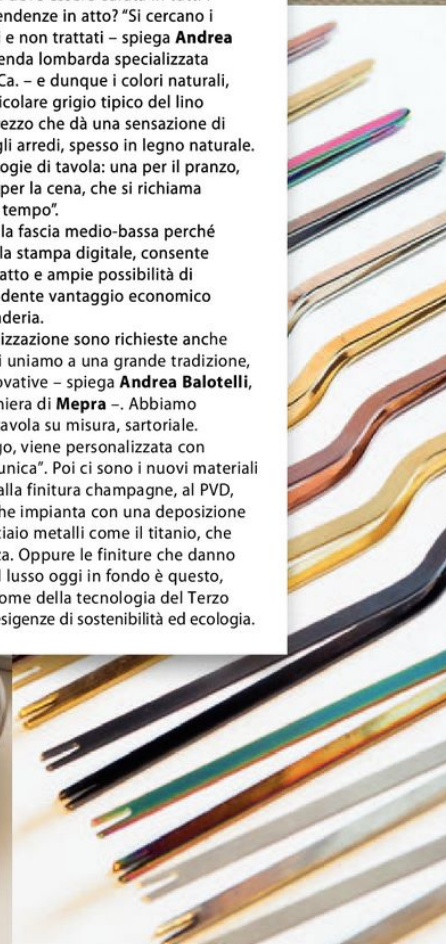 endenze in atto? "Si cercano i
i e non trattati – spiega Andrea
enda lombarda specializzata
Ca. – e dunque i colori naturali,
icolare grigio tipico del lino
rezzo che dà una sensazione di
gli arredi, spesso in legno naturale.
ogie di tavola: una per il pranzo,
per la cena, che si richiama
tempo".
la fascia medio-bassa perché
la stampa digitale, consente
atto e ampie possibilità di
dente vantaggio economico
nderia.
izzazione sono richieste anche
i uniamo a una grande tradizione,
ovative – spiega Andrea Balotelli,
niera di Mepra –. Abbiamo
avola su misura, sartoriale.
go, viene personalizzata con
unica". Poi ci sono i nuovi materiali
alla finitura champagne, al PVD,
he impianta con una deposizione
ciaio metalli come il titanio, che
za. Oppure le finiture che danno
l lusso oggi in fondo è questo,
ome della tecnologia del Terzo
esigenze di sostenibilità ed ecologia.